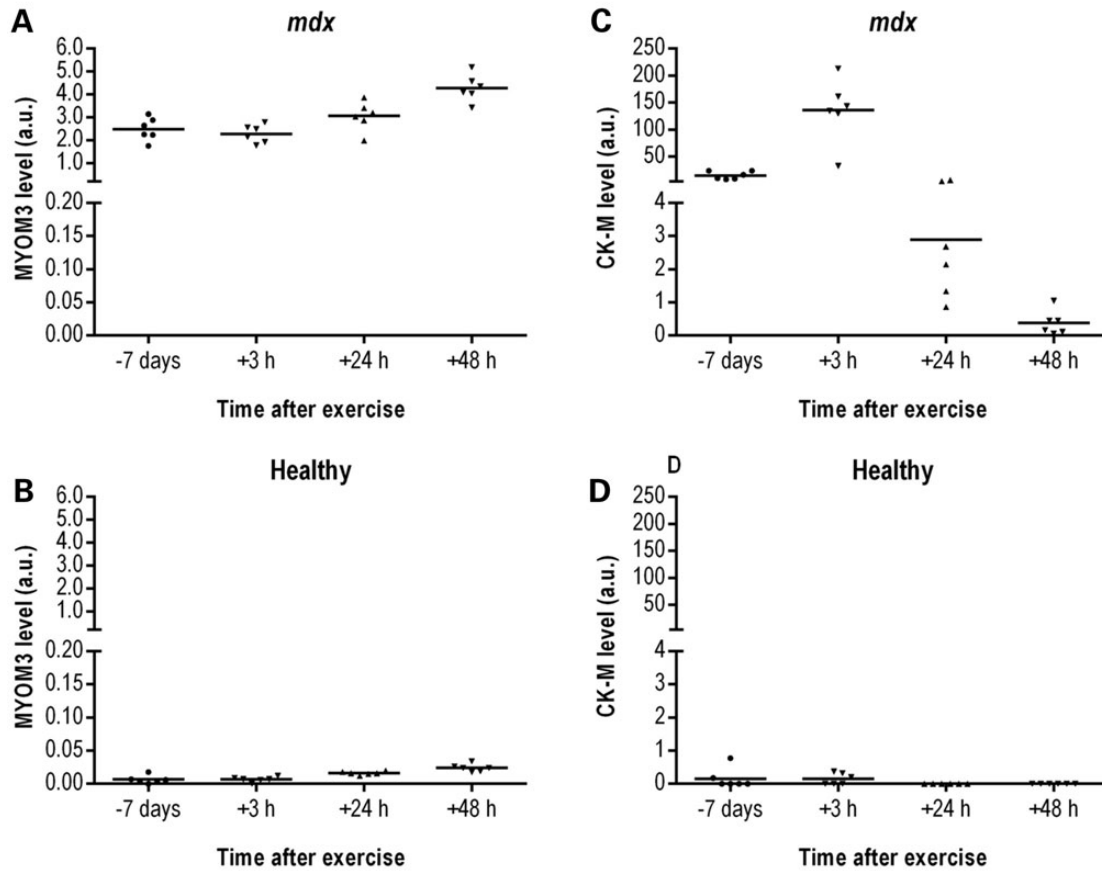 A
mdx
6.0
5.0
4.0
3.0
2.0
1.0
0.20
0.15
0.10
0.05
0.00
MYOM3 level (a.u.)
-7 days +3 h +24 h +48 h
Time after exercise
C
mdx
250
200
150
100
50
4
3
2
1
0
CK-M level (a.u.)
-7 days +3 h +24 h +48 h
Time after exercise
B
Healthy
6.0
5.0
4.0
3.0
2.0
1.0
0.20
0.15
0.10
0.05
0.00
MYOM3 level (a.u.)
-7 days +3 h +24 h +48 h
Time after exercise
D
D
Healthy
250
200
150
100
50
4
3
2
1
0
CK-M level (a.u.)
-7 days +3 h +24 h +48 h
Time after exercise